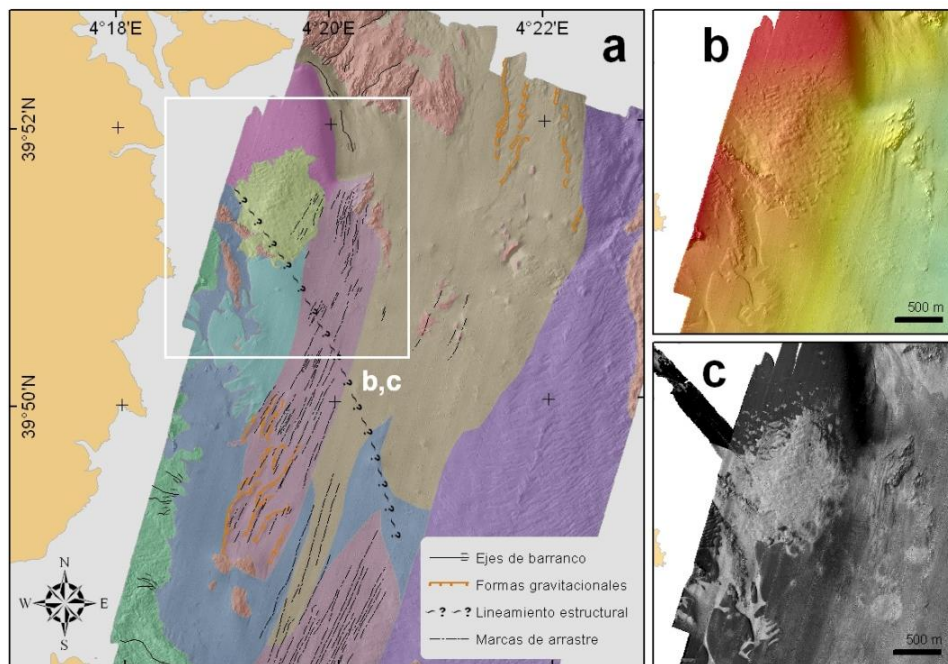 4°18'E
4°20'E
4°22'E
a
39°52'N
39°50'N
b,c
N
W
E
S
Ejes de barranco
Formas gravitacionales
? ? Lineamiento estructural
Marcas de arrastre
? ? ? ? ? ? ? ? ?
b
500 m
c
500 m